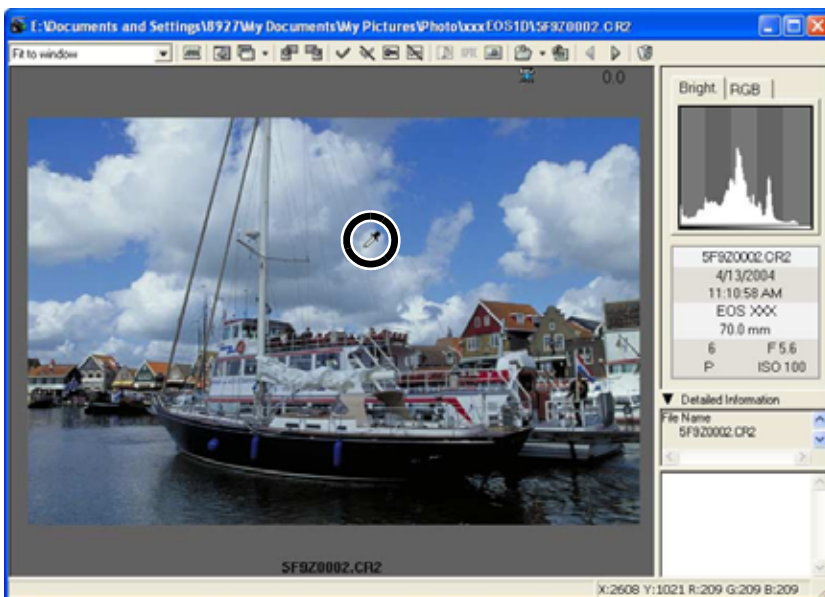 E:\Documents and Settings\8927\My Documents\My Pictures\Photo\xxxEOS1D\5F9Z0002.CR2
Fit to window
0.0
Bright RGB
5F9Z0002.CR2
4/13/2004
11:10:58 AM
EOS XXX
70.0 mm
6 F 5.6
P ISO 100
Detailed Information
File Name
5F9Z0002.CR2
5F9Z0002.CR2
X:2608 Y:1021 R:209 G:209 B:209